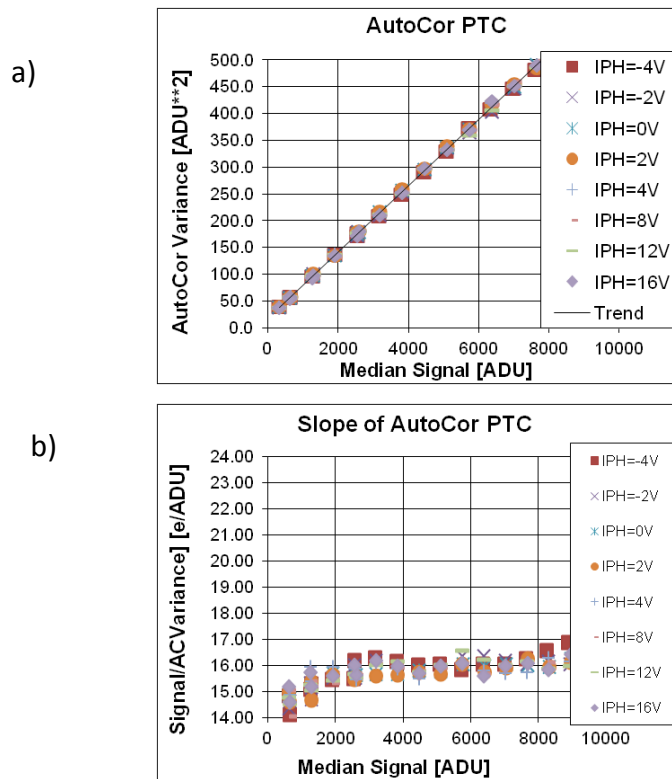 a)
AutoCor PTC
AutoCor Variance [ADU**2]
500.0
450.0
400.0
350.0
300.0
250.0
200.0
150.0
100.0
50.0
0.0
0 2000 4000 6000 8000 10000
Median Signal [ADU]
IPH=-4V
IPH=-2V
IPH=0V
IPH=2V
IPH=4V
IPH=8V
IPH=12V
IPH=16V
Trend
b)
Slope of AutoCor PTC
Signal/ACVariance] [e/ADU]
24.00
23.00
22.00
21.00
20.00
19.00
18.00
17.00
16.00
15.00
14.00
0 2000 4000 6000 8000 10000
Median Signal [ADU]
IPH=-4V
IPH=-2V
IPH=0V
IPH=2V
IPH=4V
IPH=8V
IPH=12V
IPH=16V